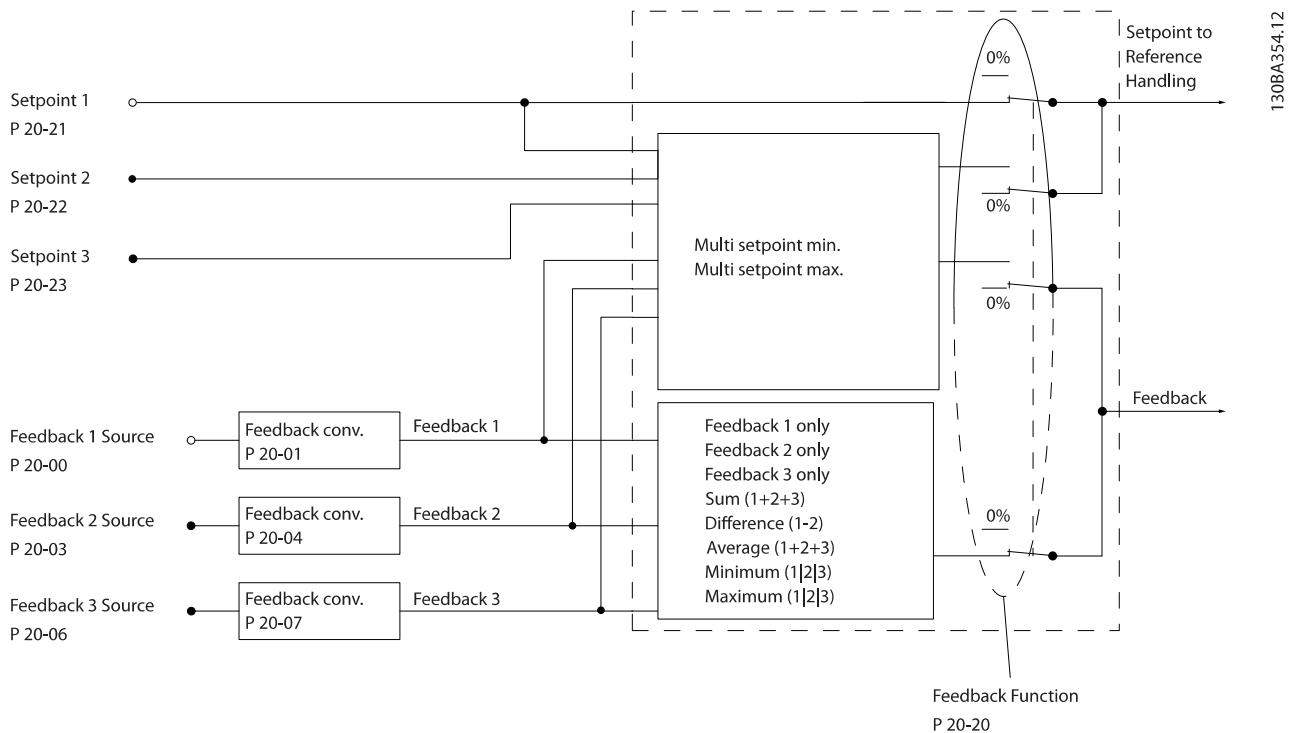 130BA354.12
Setpoint to
Reference
Handling
0%
Setpoint 1
P 20-21
Setpoint 2
P 20-22
0%
Setpoint 3
P 20-23
Multi setpoint min.
Multi setpoint max.
0%
Feedback
Feedback 1 Source
P 20-00
Feedback conv.
P 20-01
Feedback 1
Feedback 2 Source
P 20-03
Feedback conv.
P 20-04
Feedback 2
Feedback 3 Source
P 20-06
Feedback conv.
P 20-07
Feedback 3
Feedback 1 only
Feedback 2 only
Feedback 3 only
Sum (1+2+3)
Difference (1-2)
Average (1+2+3)
Minimum (1|2|3)
Maximum (1|2|3)
0%
Feedback Function
P 20-20